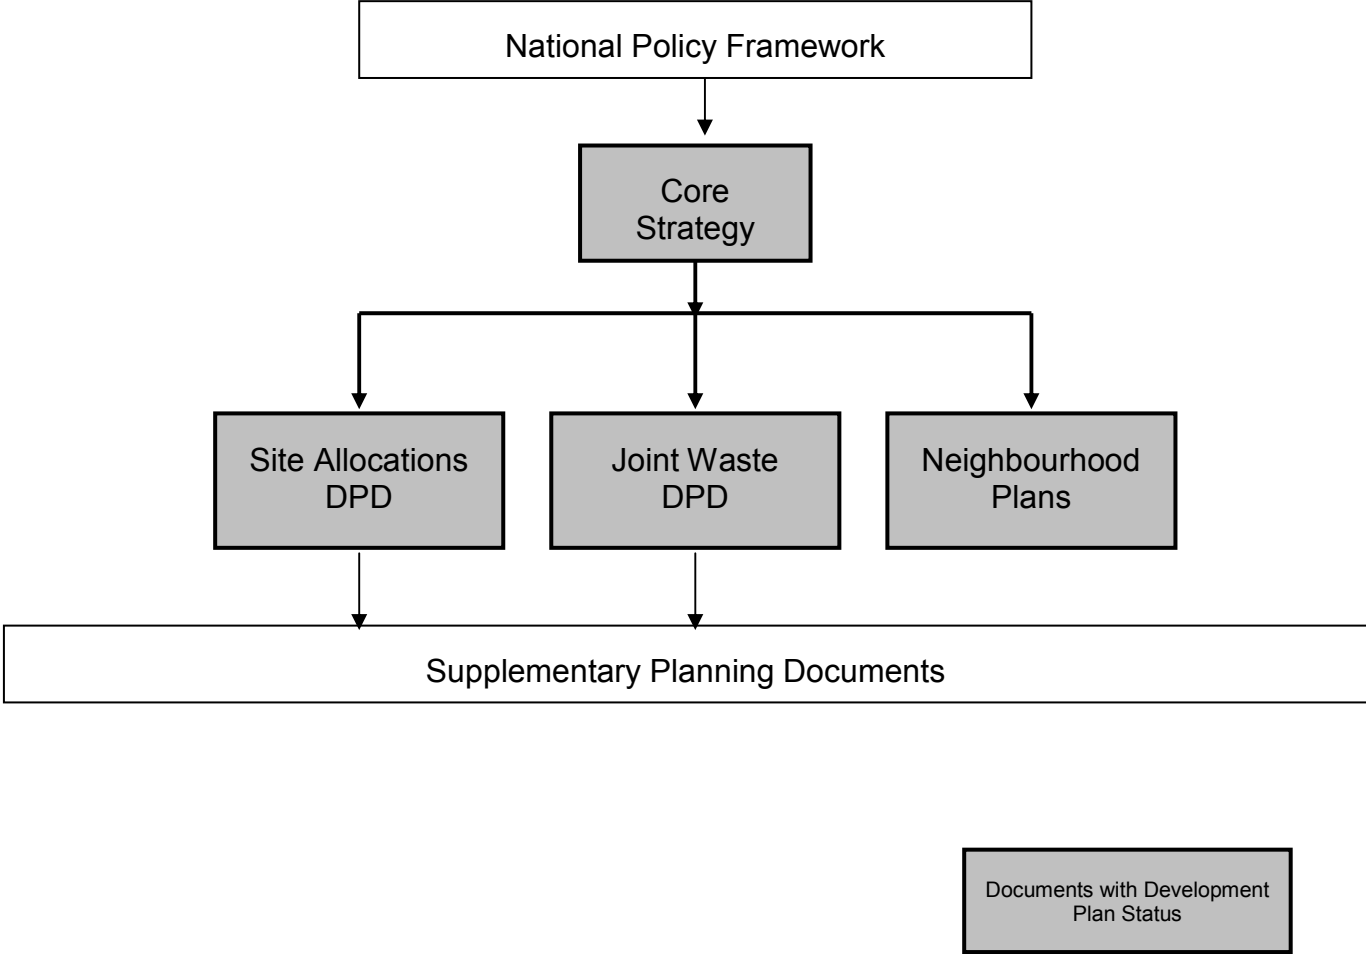 National Policy Framework
Core
Strategy
Site Allocations
DPD
Joint Waste
DPD
Neighbourhood
Plans
Supplementary Planning Documents
Documents with Development
Plan Status